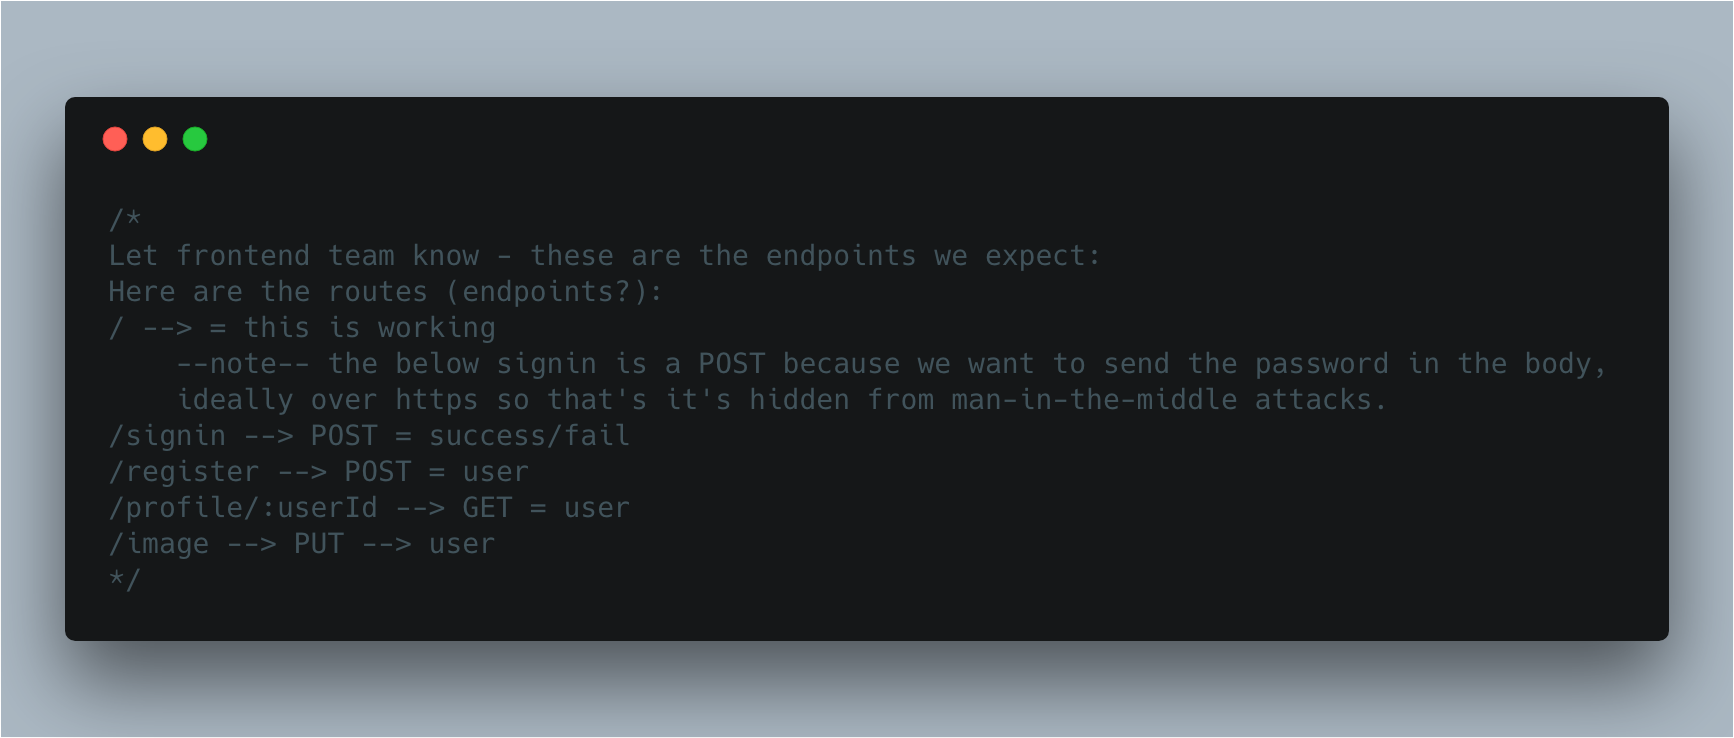 /*
Let frontend team know - these are the endpoints we expect:
Here are the routes (endpoints?):
/ --> = this is working
    --note-- the below signin is a POST because we want to send the password in the body,
    ideally over https so that's it's hidden from man-in-the-middle attacks.
/signin --> POST = success/fail
/register --> POST = user
/profile/:userId --> GET = user
/image --> PUT --> user
*/